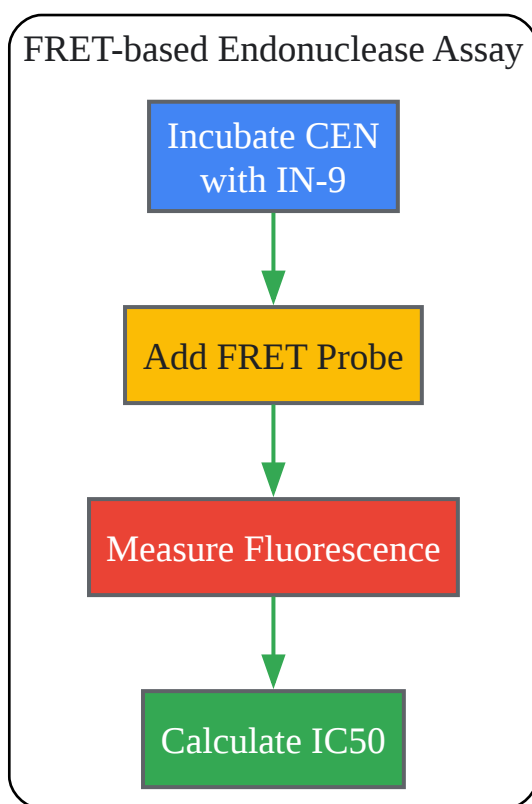 FRET-based Endonuclease Assay
Incubate CEN
with IN-9
Add FRET Probe
Measure Fluorescence
Calculate IC50